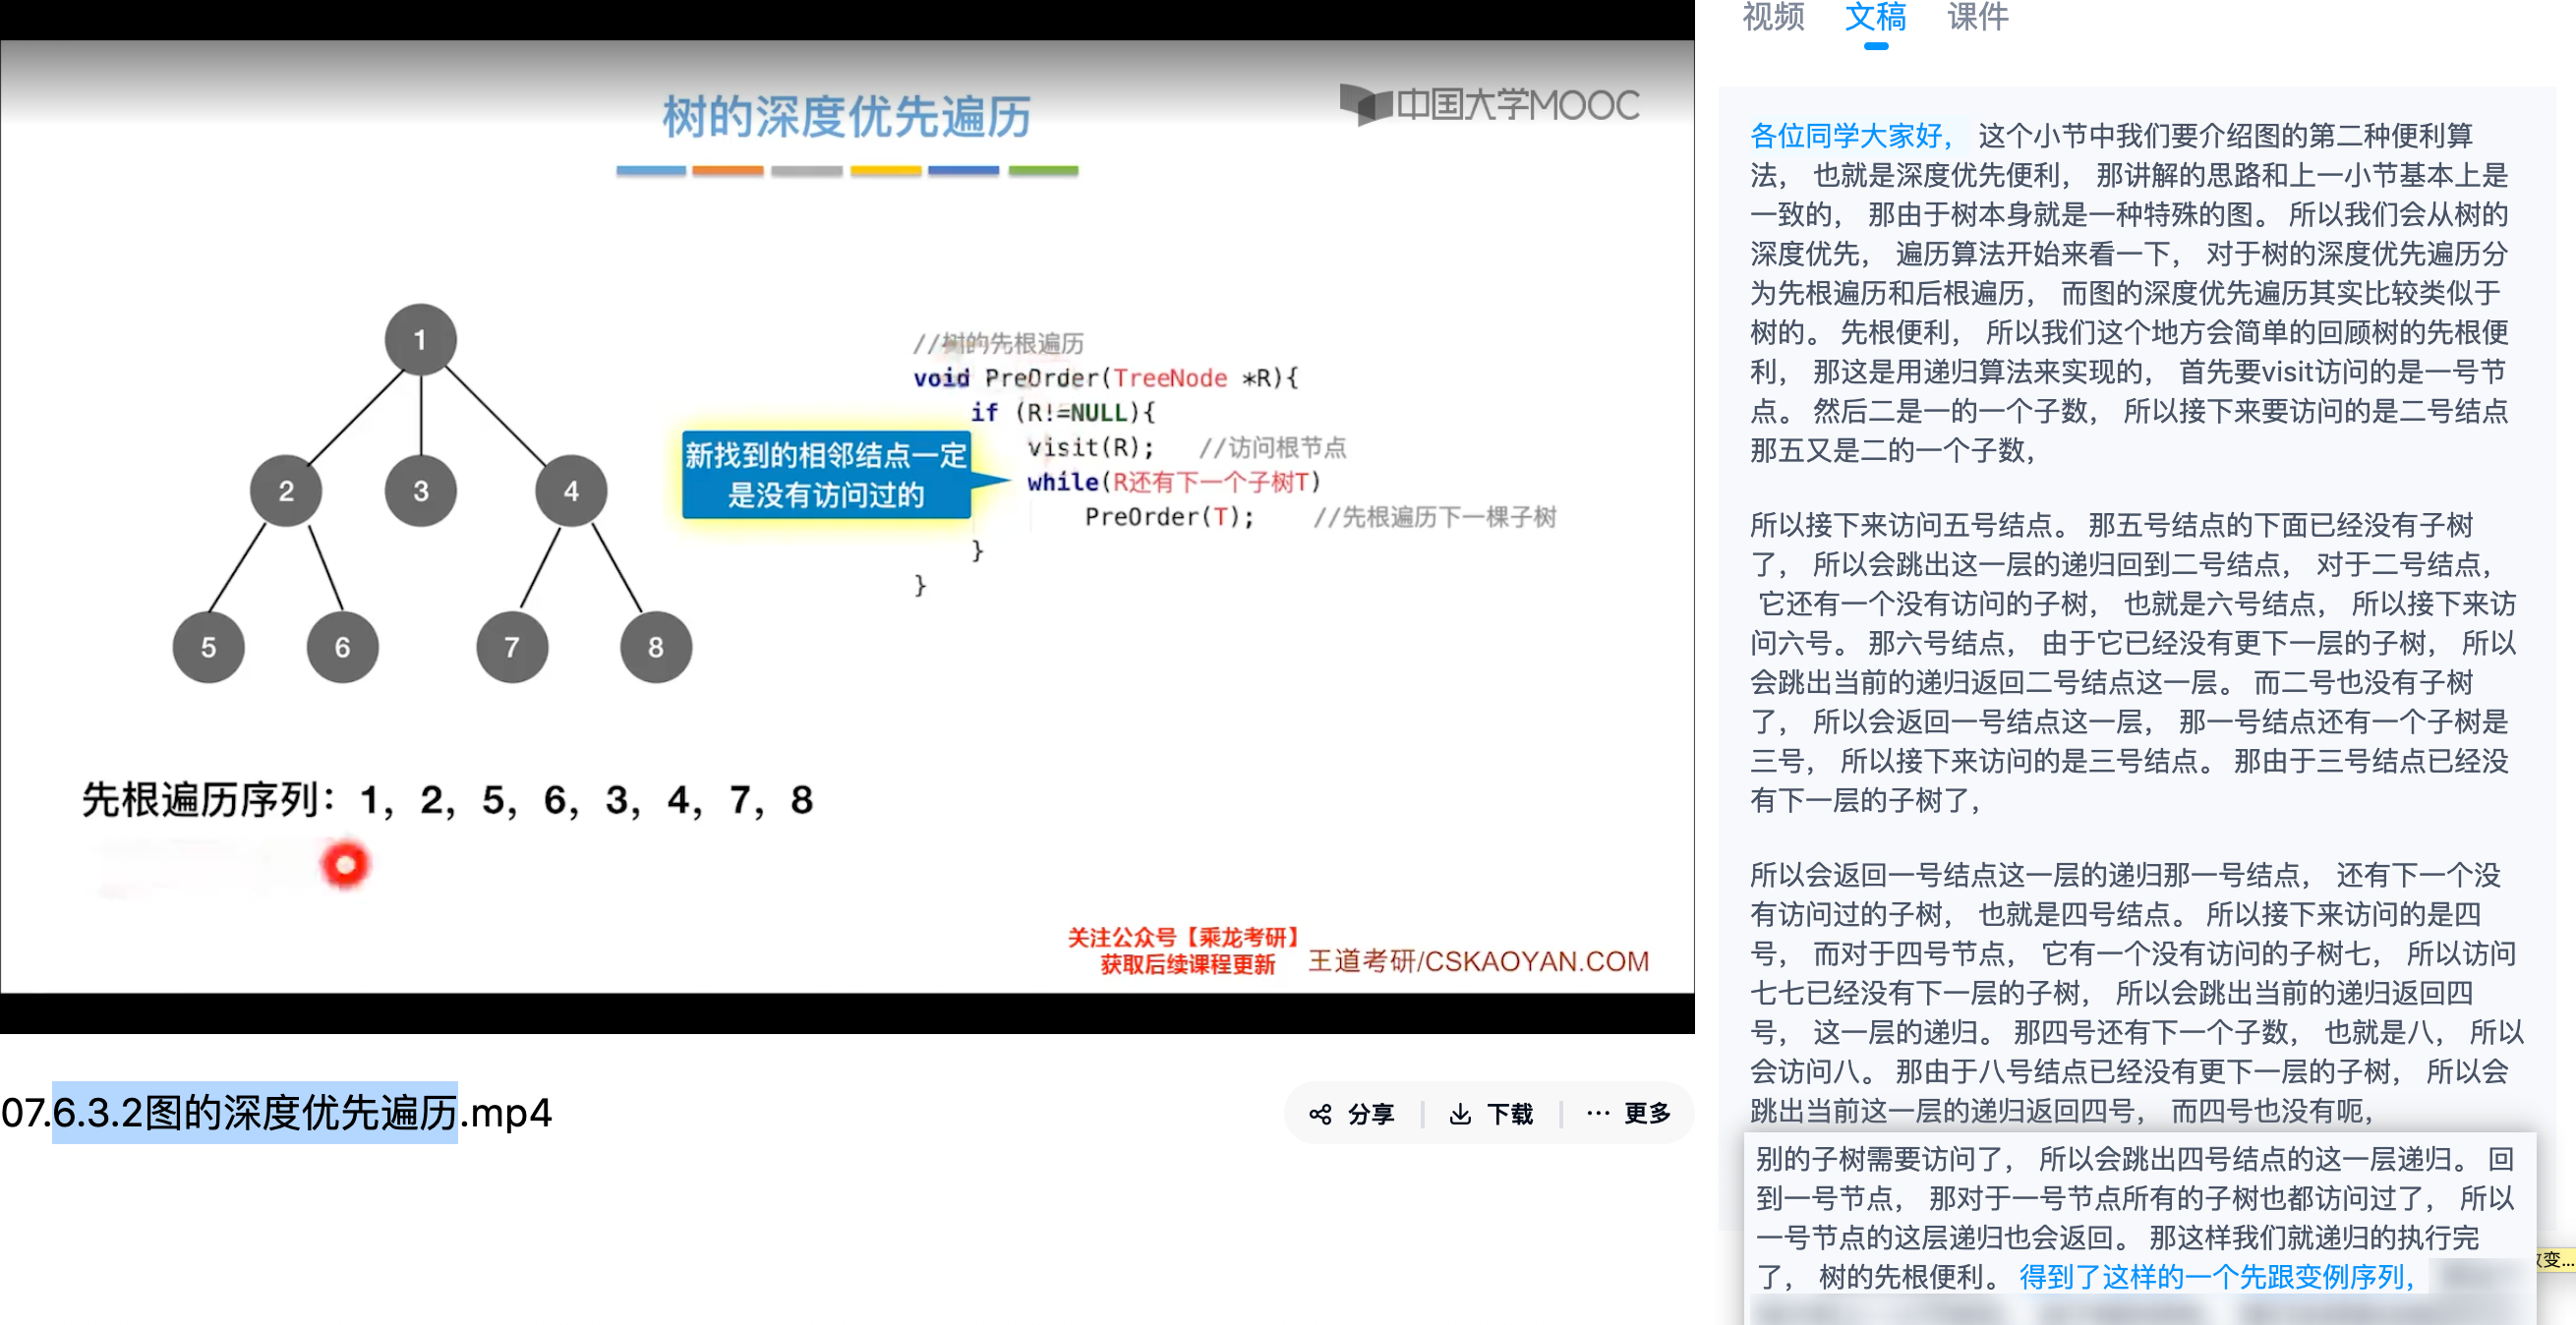 树的深度优先遍历
中国大学MOOC
1
2
3
4
5
6
7
8
新找到的相邻结点一定
是没有访问过的
//树的先根遍历
void PreOrder(TreeNode *R){
if (R!=NULL){
visit(R); //访问根节点
while(R还有下一个子树T)
PreOrder(T); //先根遍历下一棵子树
}
}
先根遍历序列：1，2，5，6，3，4，7，8
关注公众号【乘龙考研】
获取后续课程更新
王道考研/CSKAOYAN.COM
07.6.3.2图的深度优先遍历.mp4
分享
下载
更多
视频 文稿 课件
各位同学大家好， 这个小节中我们要介绍图的第二种便利算
法， 也就是深度优先便利， 那讲解的思路和上一小节基本上是
一致的， 那由于树本身就是一种特殊的图。 所以我们会从树的
深度优先， 遍历算法开始来看一下， 对于树的深度优先遍历分
为先根遍历和后根遍历， 而图的深度优先遍历其实比较类似于
树的。 先根便利， 所以我们这个地方会简单的回顾树的先根便
利， 那这是用递归算法来实现的， 首先要visit访问的是一号节
点。 然后二是一的一个子数， 所以接下来要访问的是二号结点
那五又是二的一个子数，
所以接下来访问五号结点。 那五号结点的下面已经没有子树
了， 所以会跳出这一层的递归回到二号结点， 对于二号结点，
它还有一个没有访问的子树， 也就是六号结点， 所以接下来访
问六号。 那六号结点， 由于它已经没有更下一层的子树， 所以
会跳出当前的递归返回二号结点这一层。 而二号也没有子树
了， 所以会返回一号结点这一层， 那一号结点还有一个子树是
三号， 所以接下来访问的是三号结点。 那由于三号结点已经没
有下一层的子树了，
所以会返回一号结点这一层的递归那一号结点， 还有下一个没
有访问过的子树， 也就是四号结点。 所以接下来访问的是四
号， 而对于四号节点， 它有一个没有访问的子树七， 所以访问
七七已经没有下一层的子树， 所以会跳出当前的递归返回四
号， 这一层的递归。 那四号还有下一个子数， 也就是八， 所以
会访问八。 那由于八号结点已经没有更下一层的子树， 所以会
跳出当前这一层的递归返回四号， 而四号也没有呃，
别的子树需要访问了， 所以会跳出四号结点的这一层递归。 回
到一号节点， 那对于一号节点所有的子树也都访问过了， 所以
一号节点的这层递归也会返回。 那这样我们就递归的执行完
了， 树的先根便利。 得到了这样的一个先跟变例序列，
变...